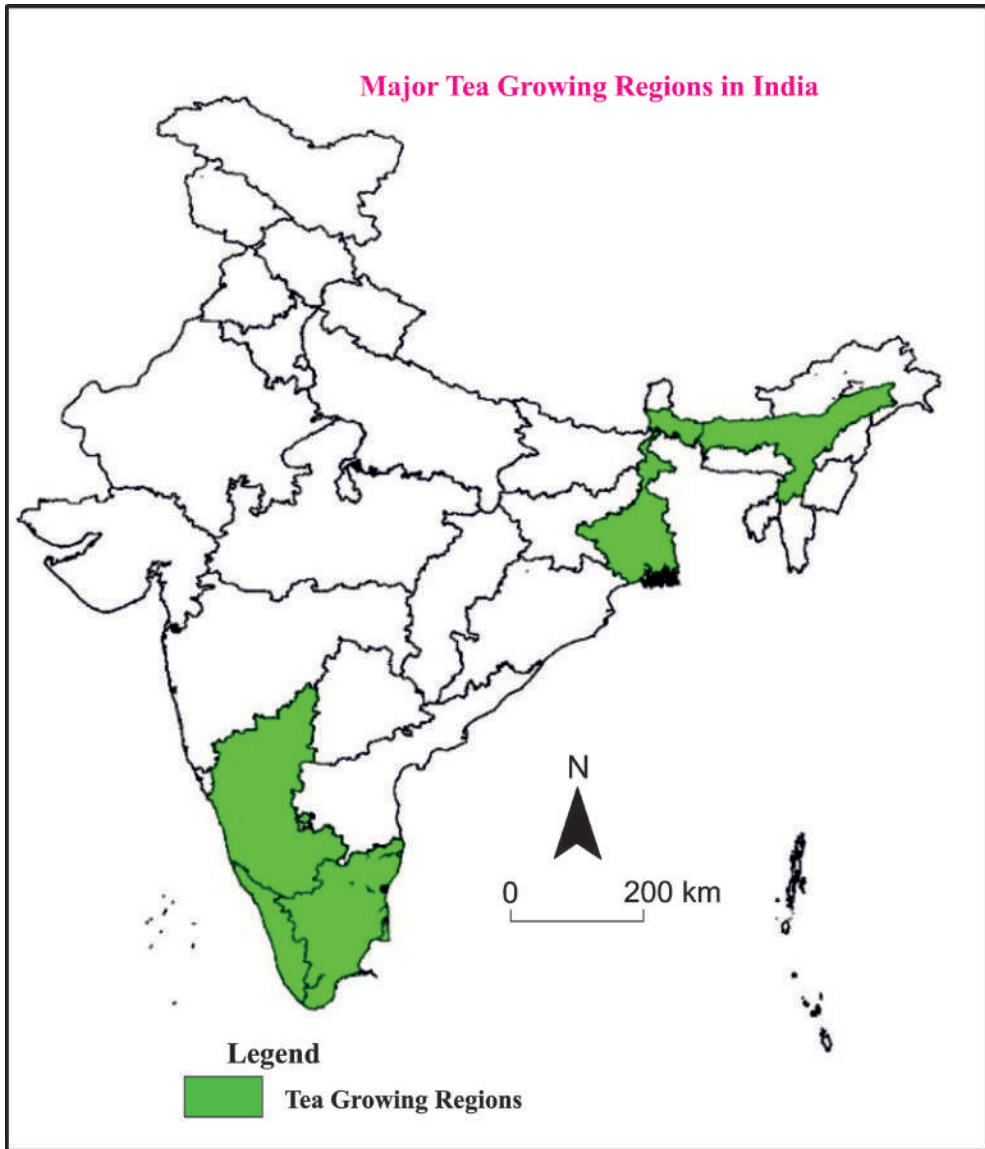 Major Tea Growing Regions in India
N
0 200 km
Legend
Tea Growing Regions